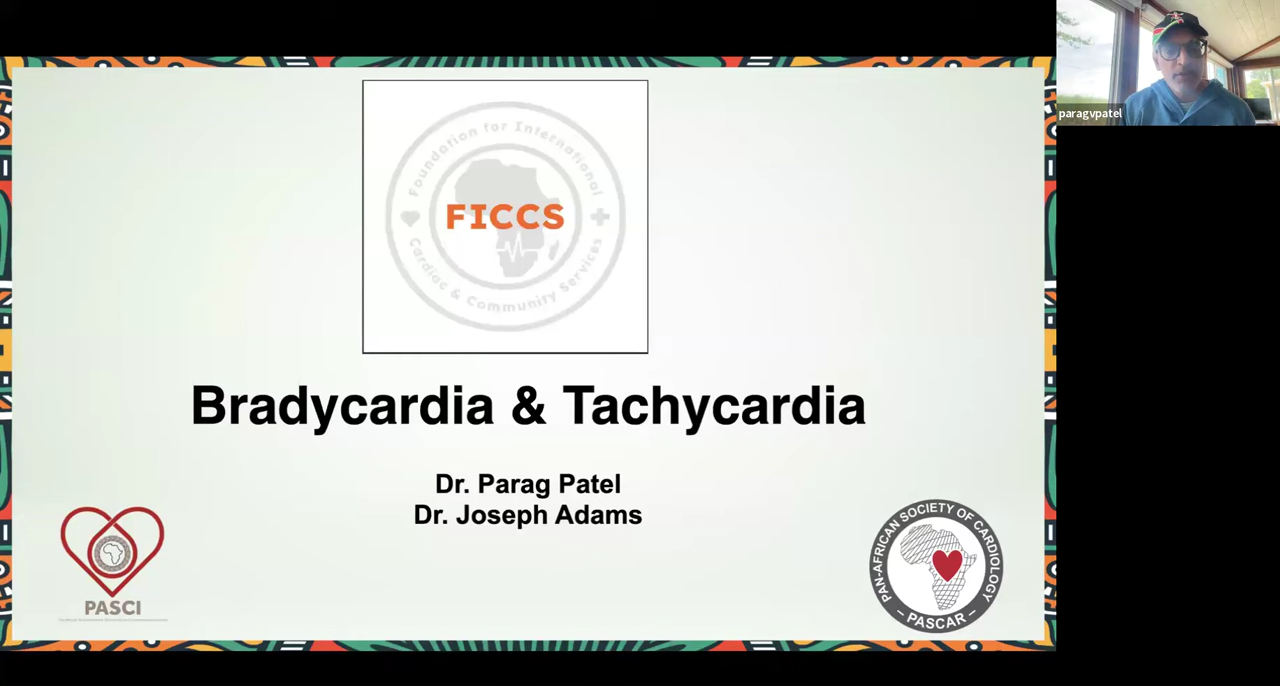 Foundation for International
FICCS
Cardiac & Community Services
Bradycardia & Tachycardia
Dr. Parag Patel
Dr. Joseph Adams
PASCI
PAN-AFRICAN SOCIETY OF CARDIOLOGY
– PASCAR –
paragvpatel